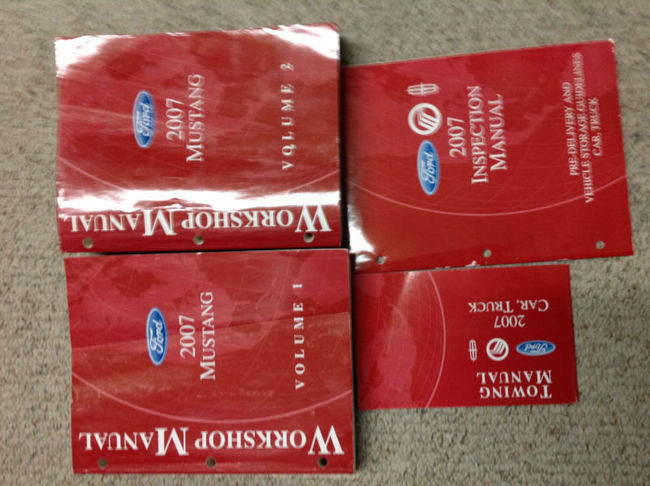 WORKSHOP MANUAL
Ford
2007
MUSTANG
VOLUME 2
Ford
2007
INSPECTION
MANUAL
PRE-DELIVERY AND
VEHICLE STORAGE GUIDELINES
CAR, TRUCK
WORKSHOP MANUAL
Ford
2007
MUSTANG
VOLUME 1
TOWING
MANUAL
Ford
2007
CAR, TRUCK